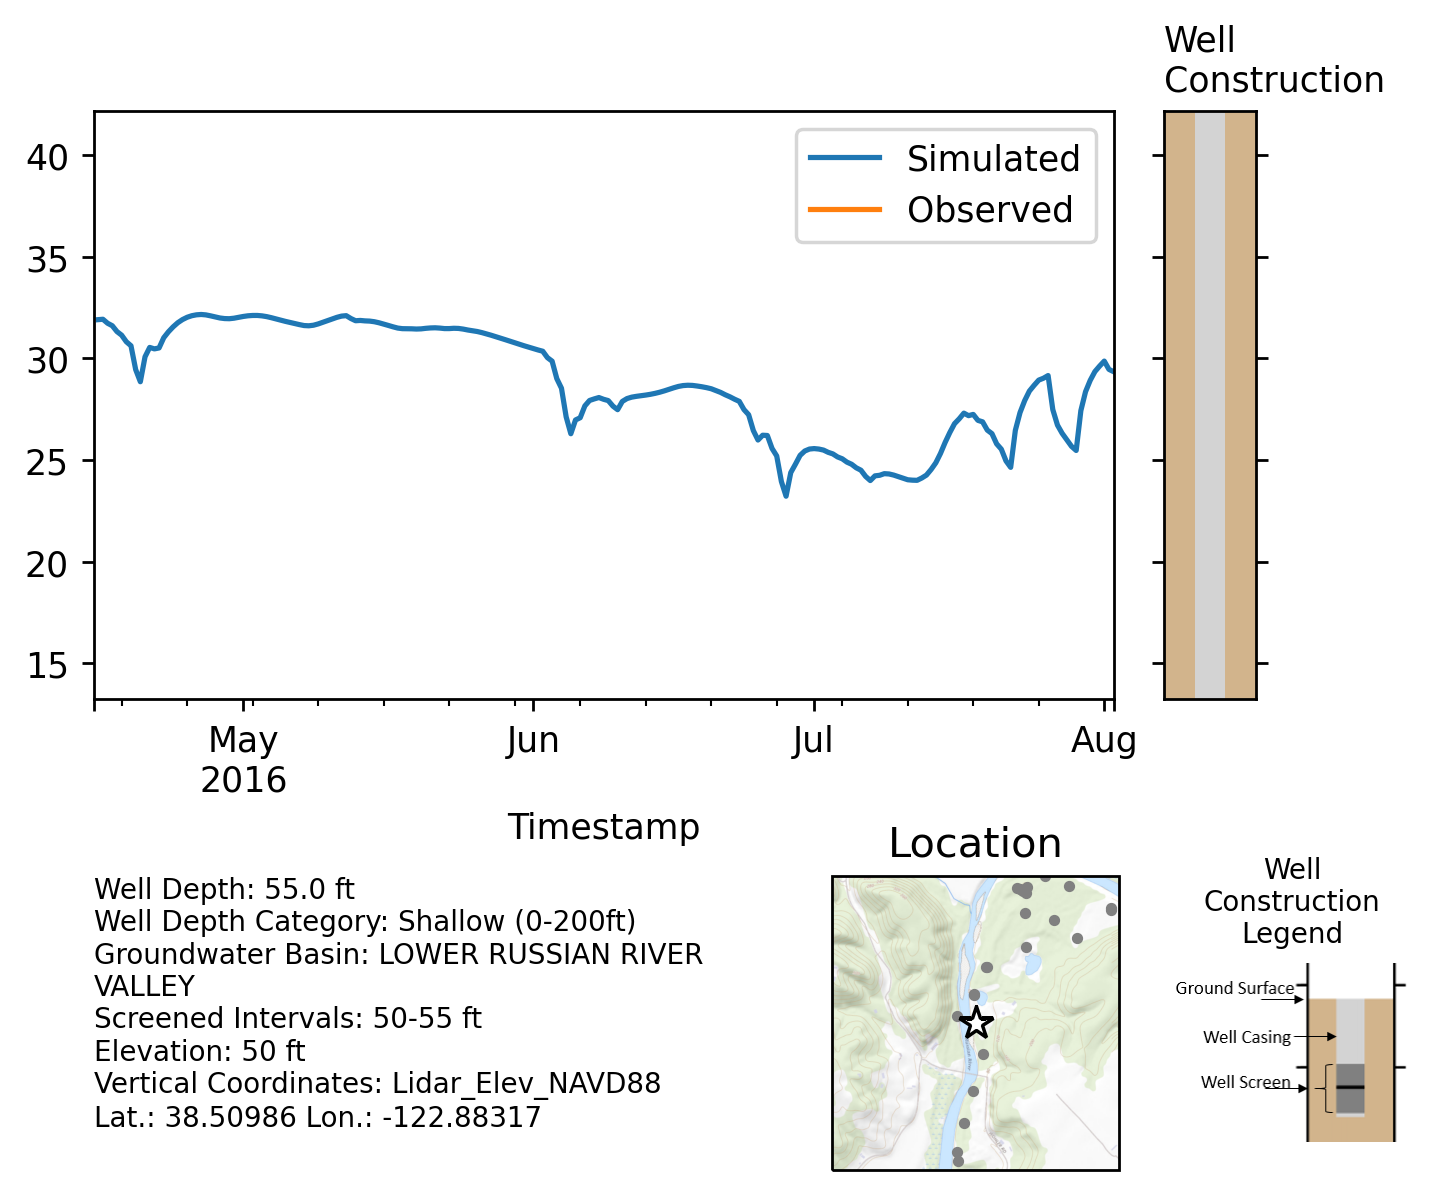 Well
Construction
Simulated
Observed
40
35
30
25
20
15
May
2016
Jun
Jul
Aug
Timestamp
Well Depth: 55.0 ft
Well Depth Category: Shallow (0-200ft)
Groundwater Basin: LOWER RUSSIAN RIVER
VALLEY
Screened Intervals: 50-55 ft
Elevation: 50 ft
Vertical Coordinates: Lidar_Elev_NAVD88
Lat.: 38.50986 Lon.: -122.88317
Location
Well
Construction
Legend
Ground Surface
Well Casing
Well Screen